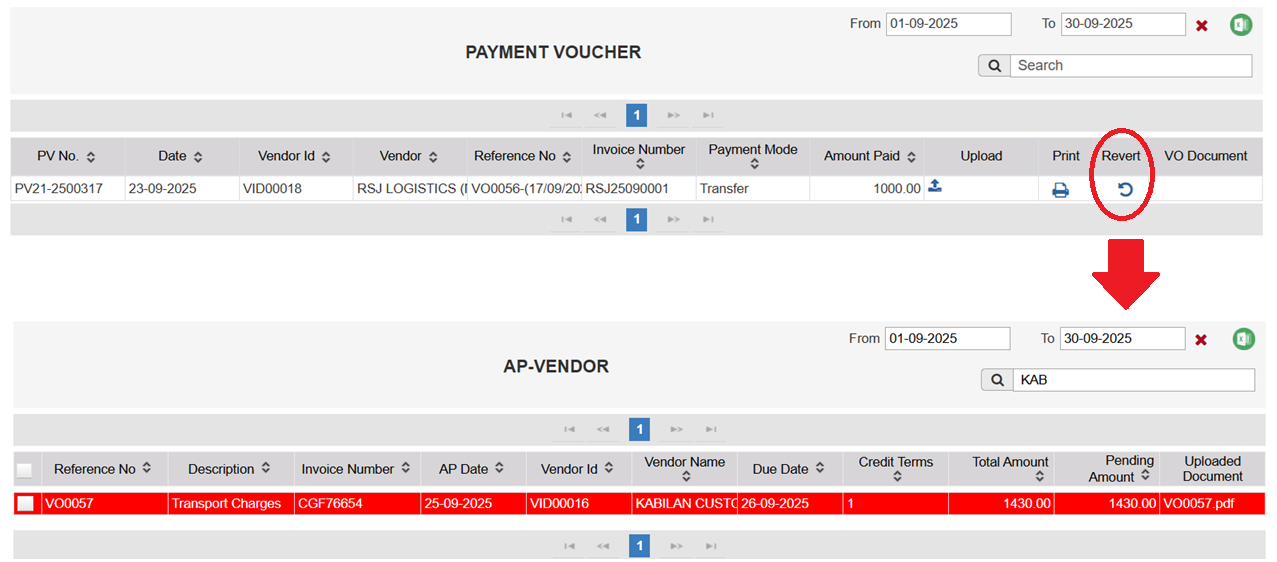 From 01-09-2025 To 30-09-2025
PAYMENT VOUCHER
Search
1
PV No. Date Vendor Id Vendor Reference No Invoice Number Payment Mode Amount Paid Upload Print Revert VO Document
PV21-2500317 23-09-2025 VID00018 RSJ LOGISTICS (I VO0056-(17/09/20 RSJ25090001 Transfer 1000.00
1
From 01-09-2025 To 30-09-2025
AP-VENDOR
KAB
1
Reference No Description Invoice Number AP Date Vendor Id Vendor Name Due Date Credit Terms Total Amount Pending Amount Uploaded Document
VO0057 Transport Charges CGF76654 25-09-2025 VID00016 KABILAN CUSTO 26-09-2025 1 1430.00 1430.00 VO0057.pdf
1